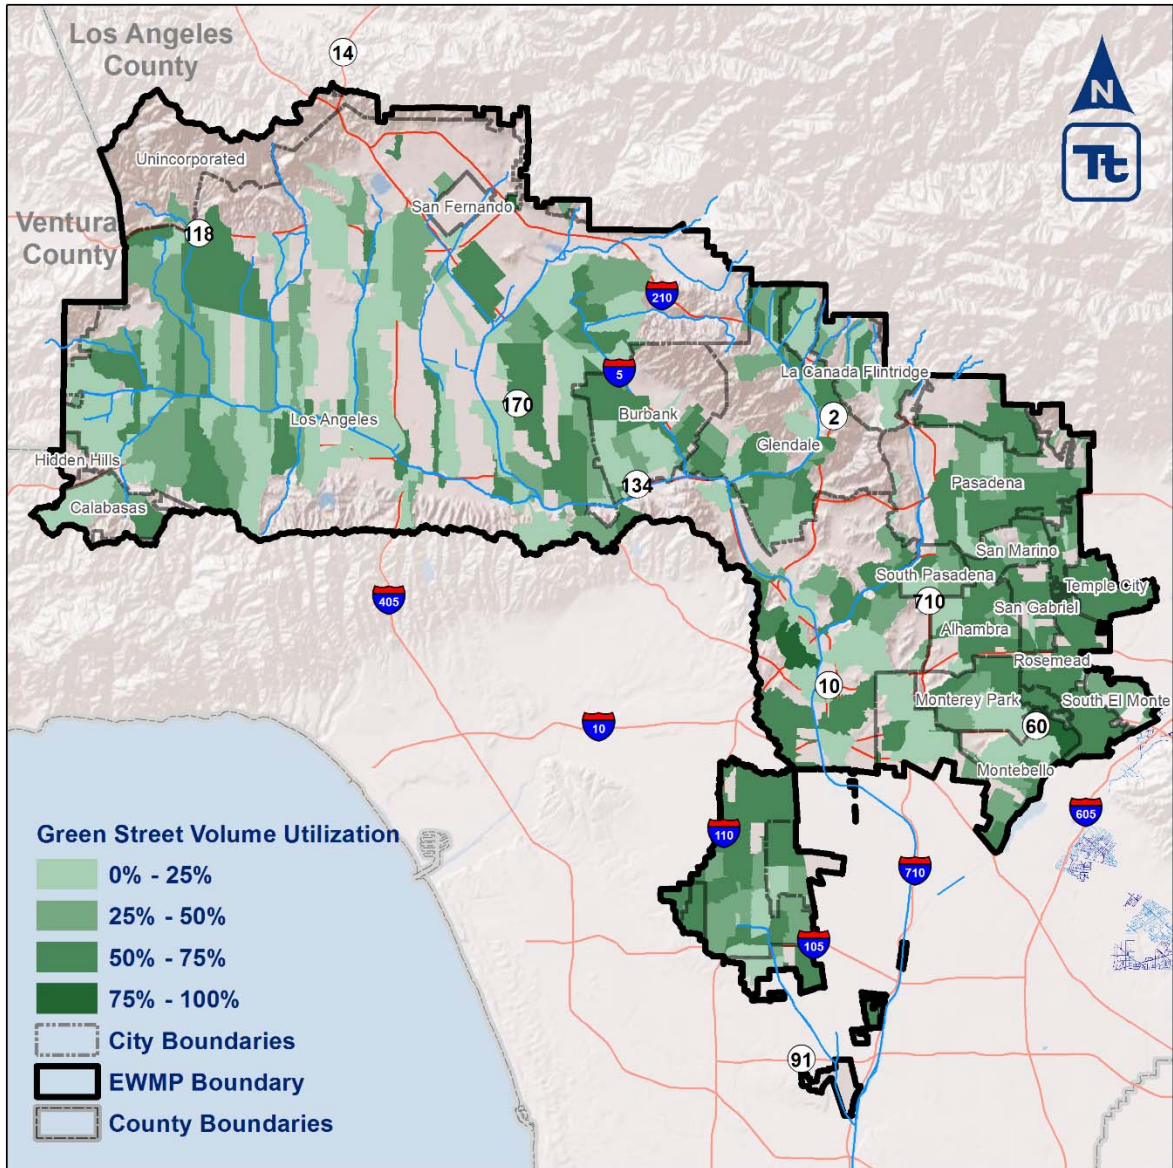 Los Angeles
County
14
N
Tt
Unincorporated
San Fernando
Ventura
County
118
210
5
La Canada Flintridge
170
2
Los Angeles
Burbank
Glendale
Hidden Hills
134
Pasadena
Calabasas
San Marino
South Pasadena
Temple City
405
710
San Gabriel
Alhambra
Rosemead
10
Monterey Park
South El Monte
10
60
Montebello
605
110
710
105
91
Green Street Volume Utilization
0% - 25%
25% - 50%
50% - 75%
75% - 100%
City Boundaries
EWMP Boundary
County Boundaries